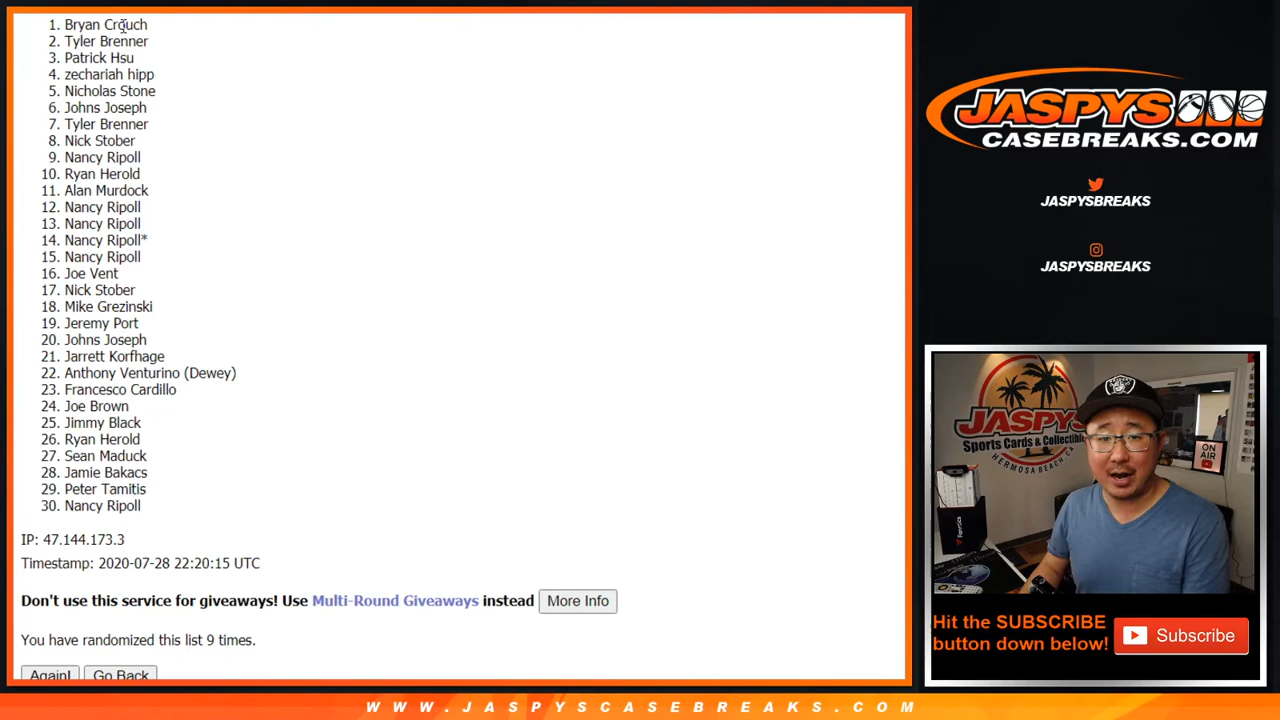 1. Bryan Crouch
2. Tyler Brenner
3. Patrick Hsu
4. zechariah hipp
5. Nicholas Stone
6. Johns Joseph
7. Tyler Brenner
8. Nick Stober
9. Nancy Ripoll
10. Ryan Herold
11. Alan Murdock
12. Nancy Ripoll
13. Nancy Ripoll
14. Nancy Ripoll*
15. Nancy Ripoll
16. Joe Vent
17. Nick Stober
18. Mike Grezinski
19. Jeremy Port
20. Johns Joseph
21. Jarrett Korfhage
22. Anthony Venturino (Dewey)
23. Francesco Cardillo
24. Joe Brown
25. Jimmy Black
26. Ryan Herold
27. Sean Maduck
28. Jamie Bakacs
29. Peter Tamitis
30. Nancy Ripoll
IP: 47.144.173.3
Timestamp: 2020-07-28 22:20:15 UTC
Don't use this service for giveaways! Use Multi-Round Giveaways instead More Info
You have randomized this list 9 times.
Again! Go Back
JASPYS
CASEBREAKS.COM
JASPYSBREAKS
JASPYSBREAKS
JASPYS
Sports Cards & Collectible
HERMOSA BEACH CA
ON
AIR
Hit the SUBSCRIBE
button down below!
Subscribe
WWW.JASPYSCASEBREAKS.COM